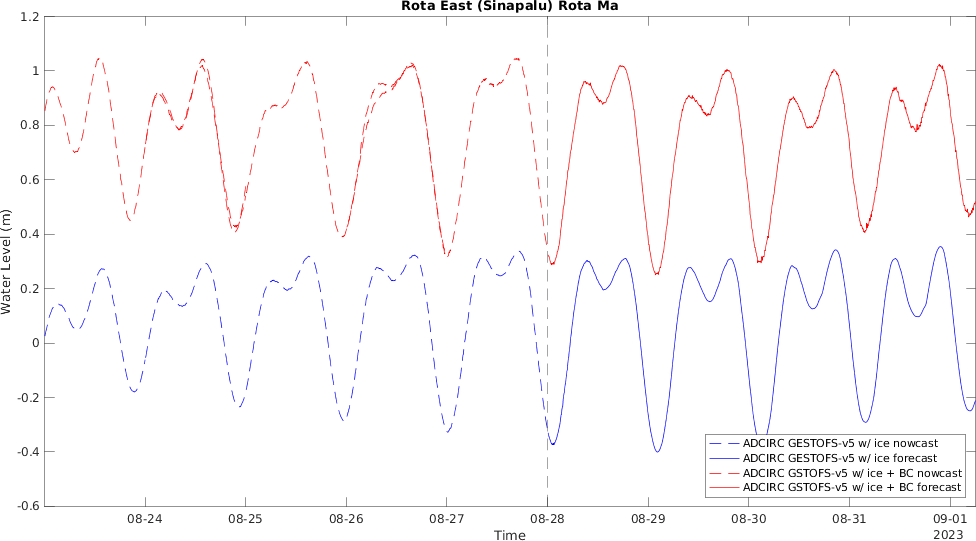 Rota East (Sinapalu) Rota Ma
1.2
1
0.8
0.6
0.4
0.2
0
-0.2
-0.4
-0.6
Water Level (m)
ADCIRC GESTOFS-v5 w/ ice nowcast
ADCIRC GESTOFS-v5 w/ ice forecast
ADCIRC GSTOFS-v5 w/ ice + BC nowcast
ADCIRC GSTOFS-v5 w/ ice + BC forecast
08-24 08-25 08-26 08-27 08-28 08-29 08-30 08-31 09-01
Time 2023